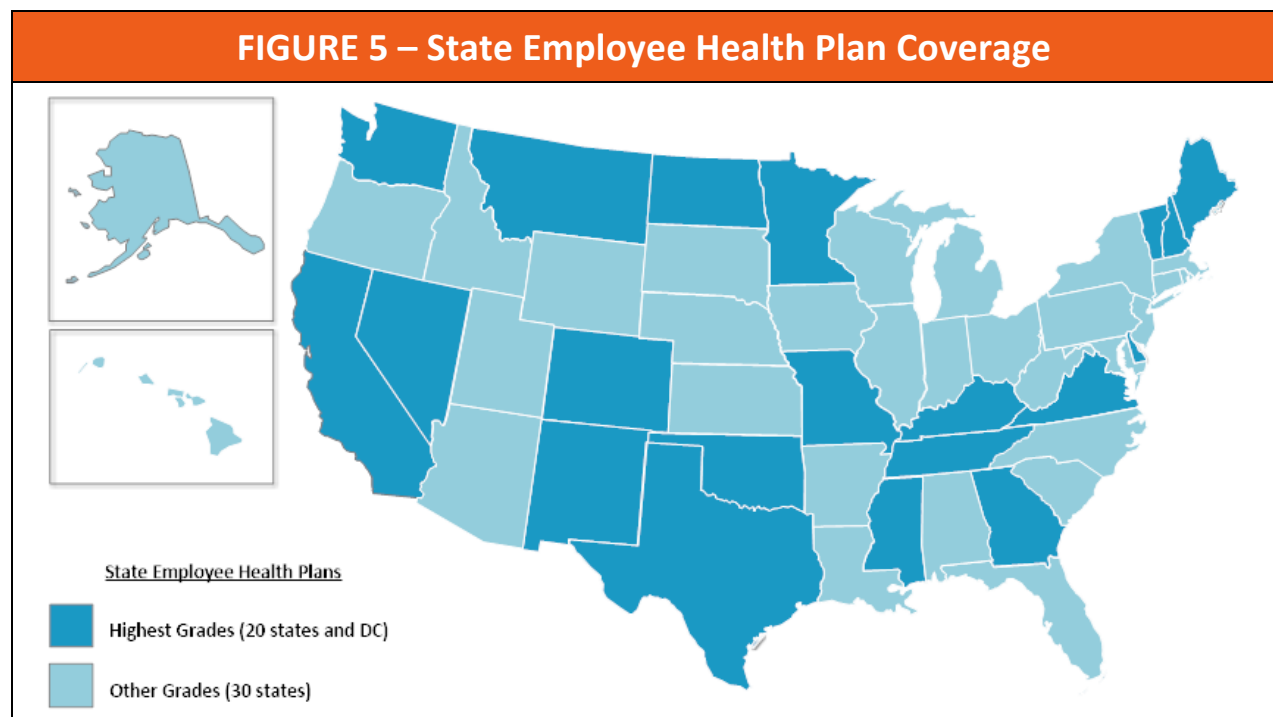 FIGURE 5 – State Employee Health Plan Coverage
State Employee Health Plans
Highest Grades (20 states and DC)
Other Grades (30 states)